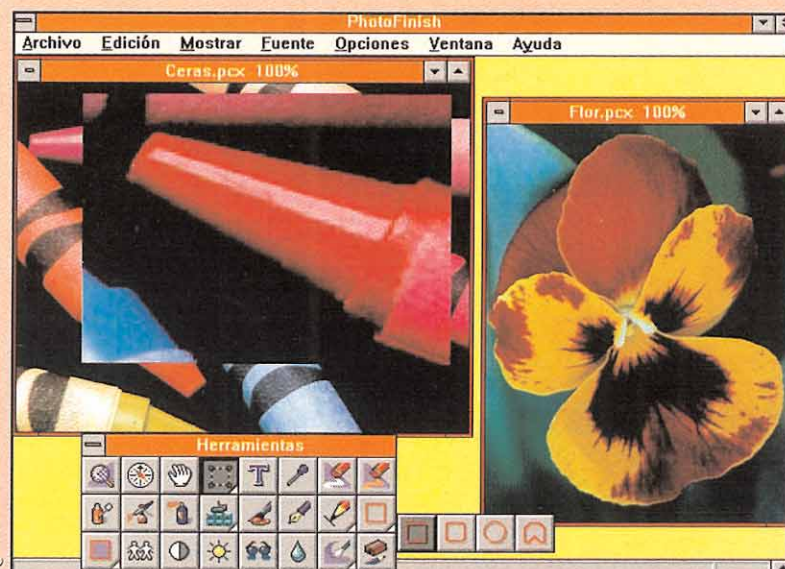 PhotoFinish
Archivo Edición Mostrar Fuente Opciones Ventana Ayuda
Ceras.pcx 100%
Flor.pcx 100%
Herramientas
T